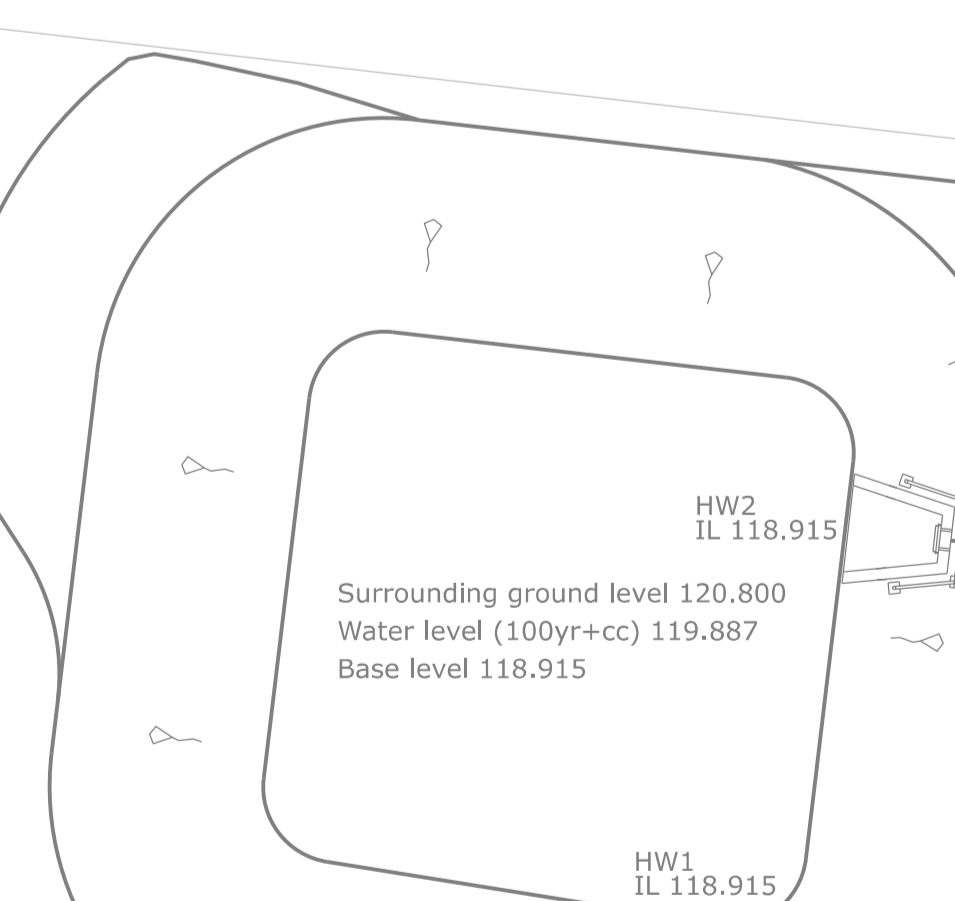 HW2
IL 118.915
Surrounding ground level 120.800
Water level (100yr+cc) 119.887
Base level 118.915
HW1
IL 118.915